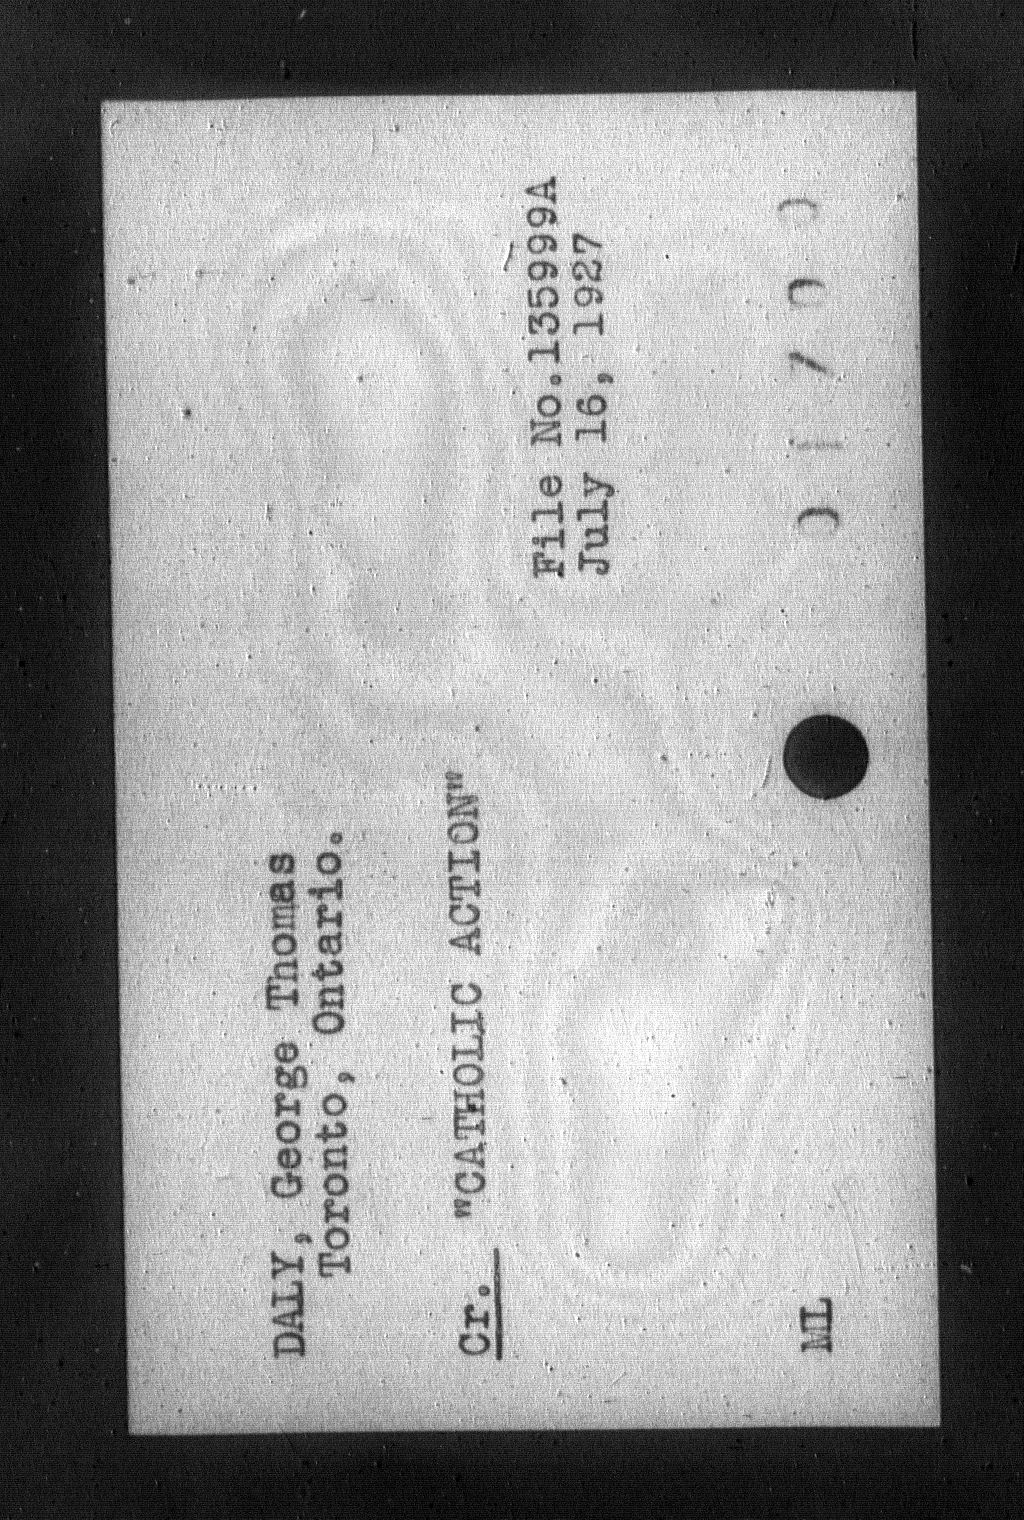 DALY, George Thomas
Toronto, Ontario.
Cr. "CATHOLIC ACTION"
File No.135999A
July 16, 1927
ML